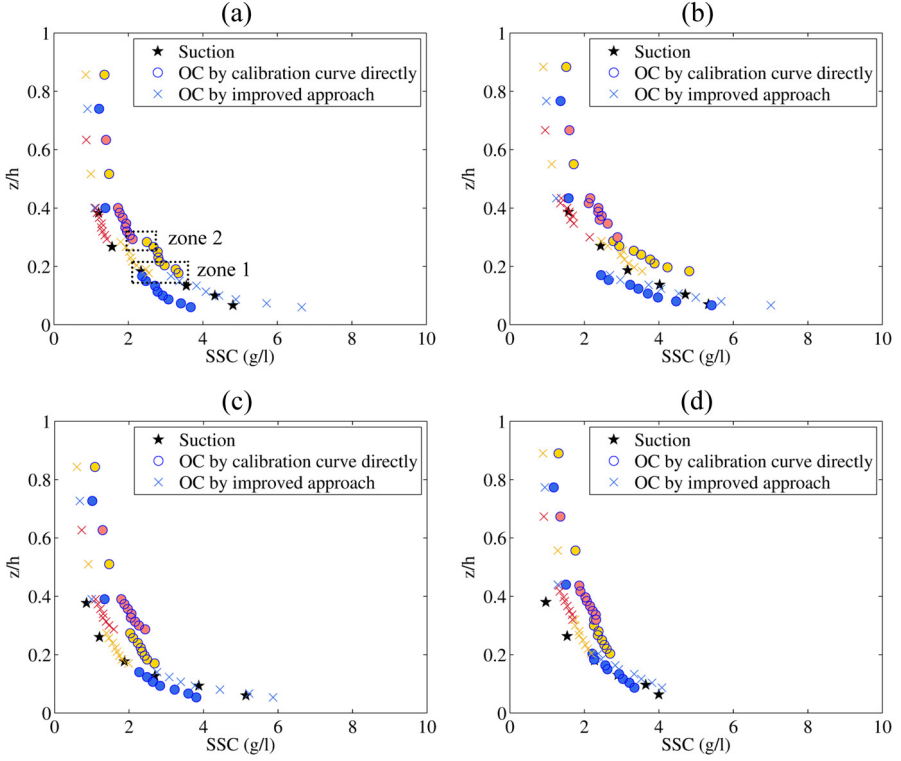 (a)
Suction
OC by calibration curve directly
OC by improved approach
zone 2
zone 1
z/h
1
0.8
0.6
0.4
0.2
0
0 2 4 6 8 10
SSC (g/l)
(b)
Suction
OC by calibration curve directly
OC by improved approach
z/h
1
0.8
0.6
0.4
0.2
0
0 2 4 6 8 10
SSC (g/l)
(c)
Suction
OC by calibration curve directly
OC by improved approach
z/h
1
0.8
0.6
0.4
0.2
0
0 2 4 6 8 10
SSC (g/l)
(d)
Suction
OC by calibration curve directly
OC by improved approach
z/h
1
0.8
0.6
0.4
0.2
0
0 2 4 6 8 10
SSC (g/l)